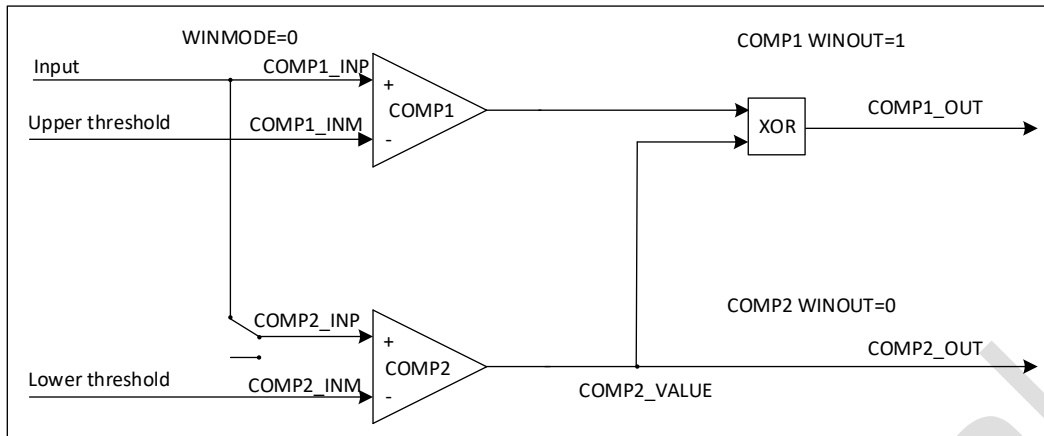 WINMODE=0
COMP1 WINOUT=1
Input
COMP1_INP
+
COMP1
Upper threshold
COMP1_INM
-
XOR
COMP1_OUT
COMP2 WINOUT=0
COMP2_INP
+
COMP2
COMP2_OUT
Lower threshold
COMP2_INM
-
COMP2_VALUE